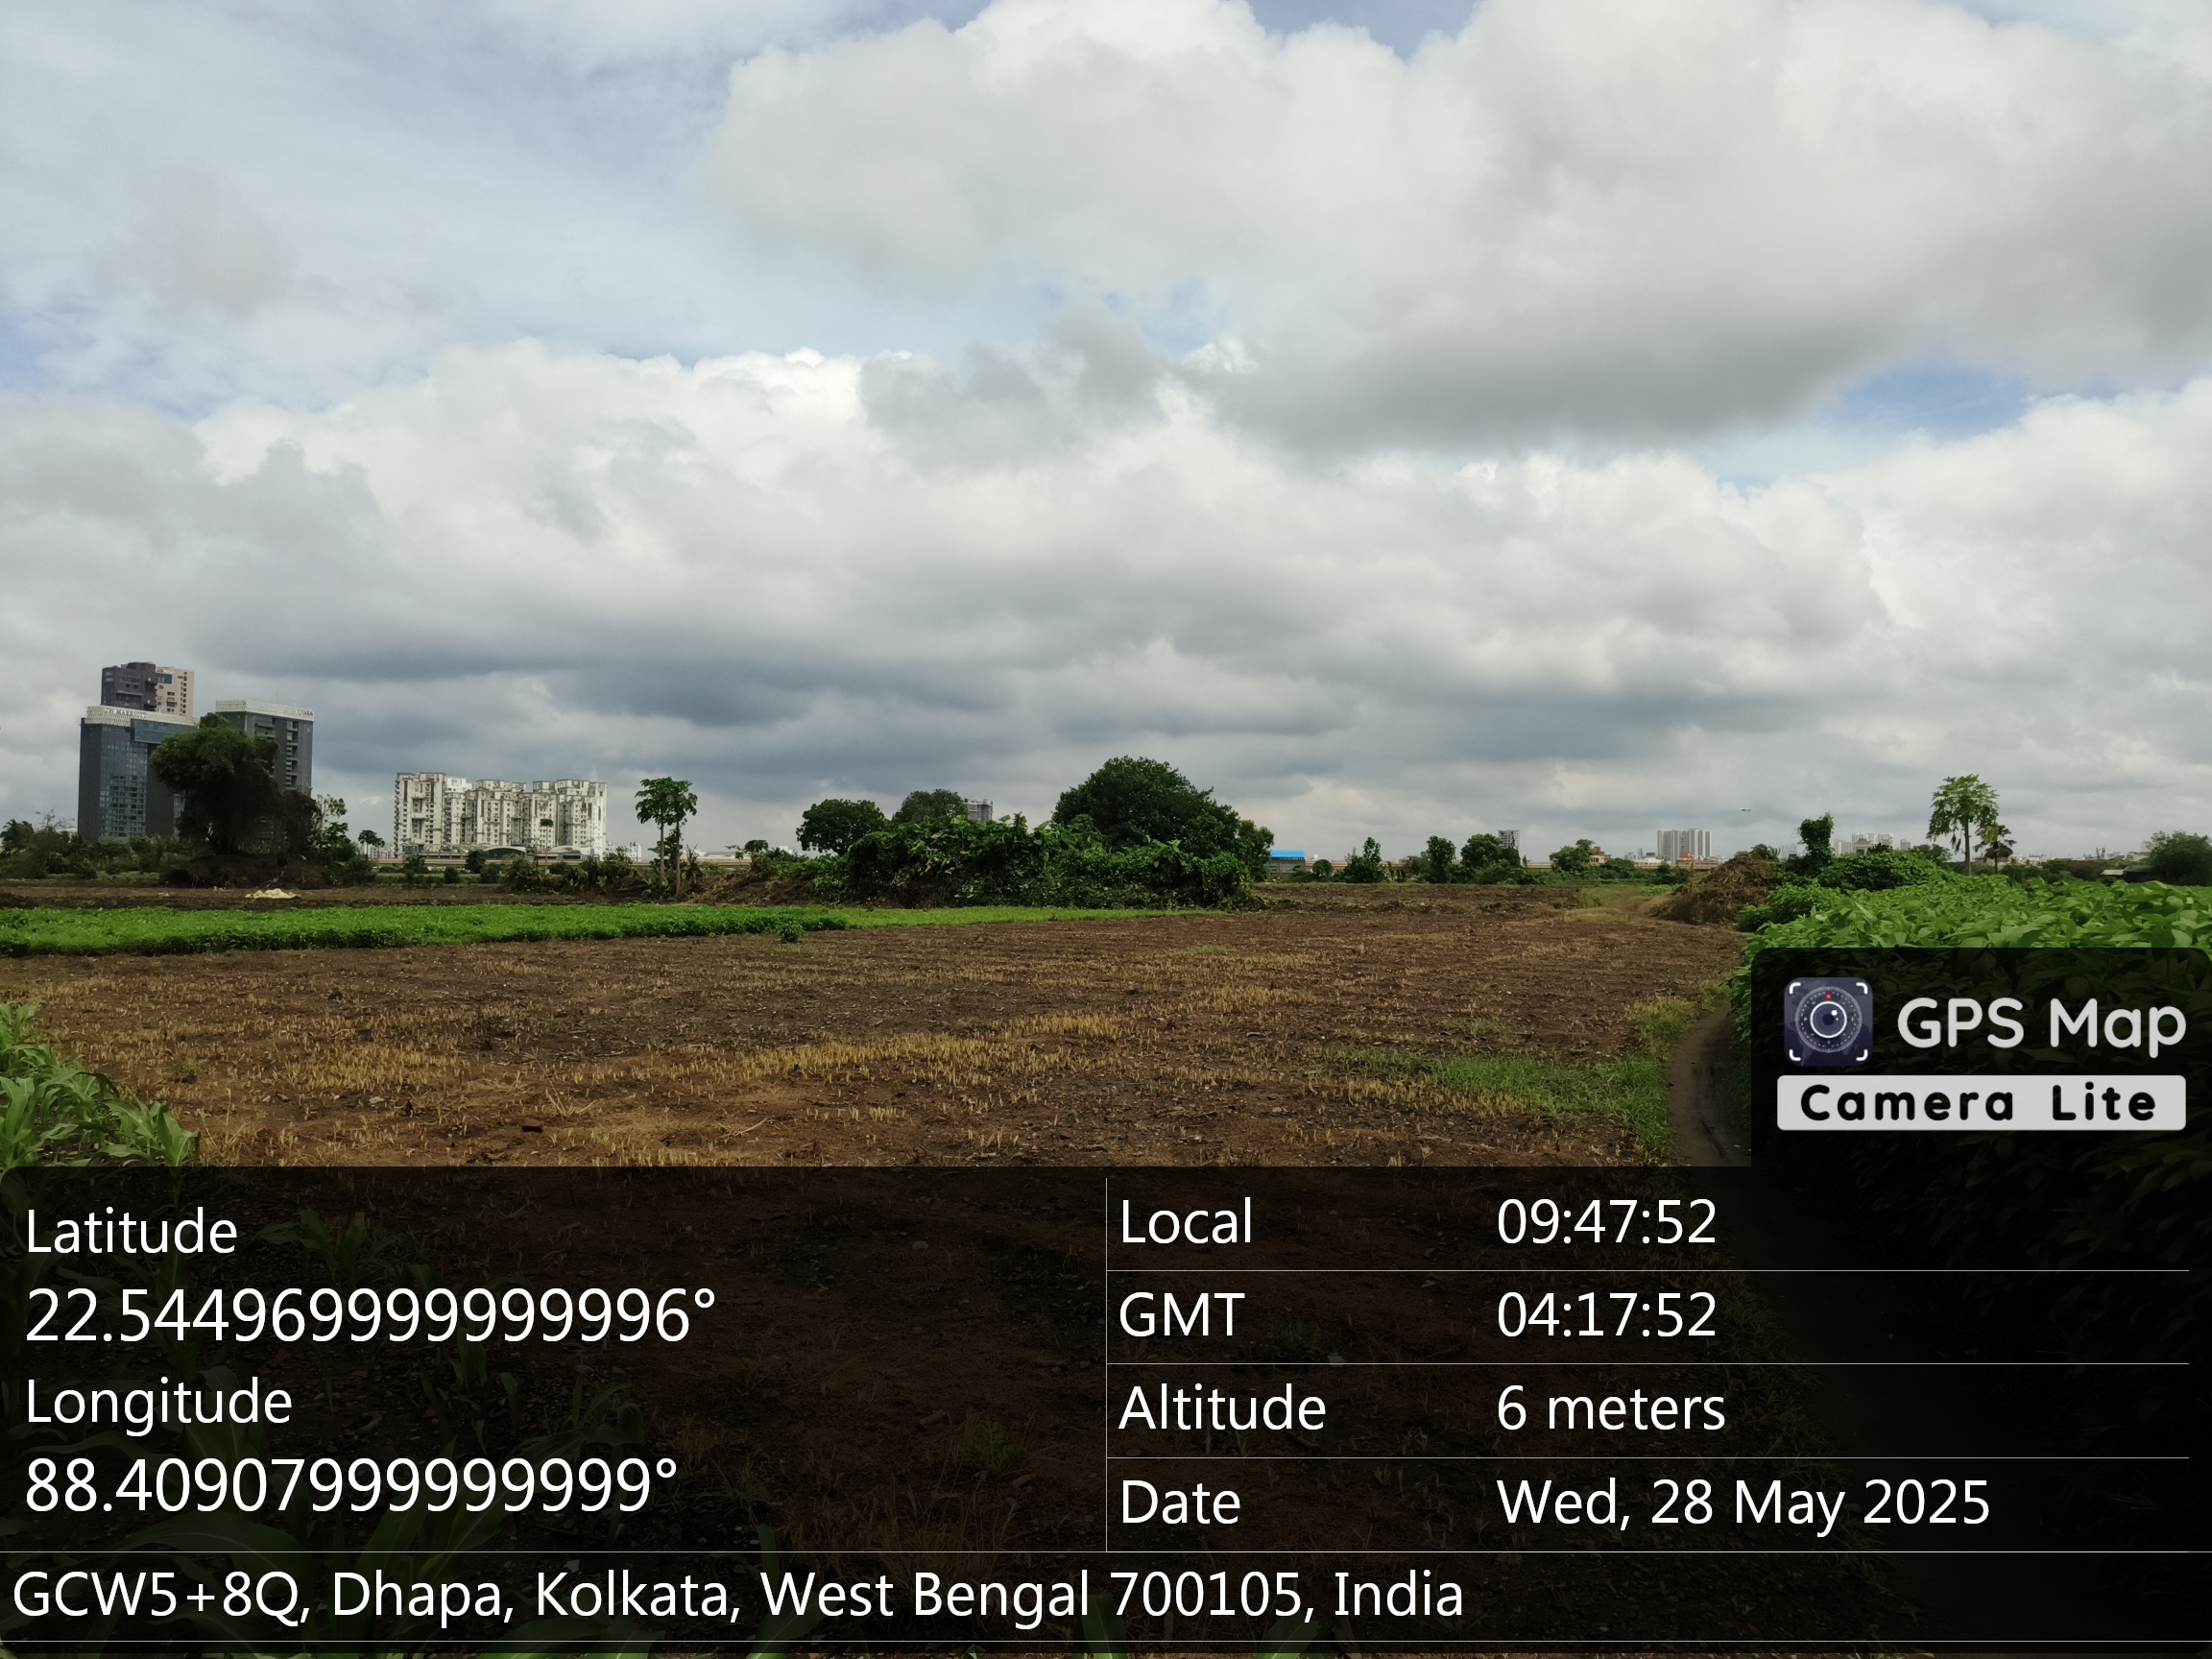 GPS Map
Camera Lite
Latitude
22.544969999999996°
Longitude
88.40907999999999°
Local 09:47:52
GMT 04:17:52
Altitude 6 meters
Date Wed, 28 May 2025
GCW5+8Q, Dhapa, Kolkata, West Bengal 700105, India